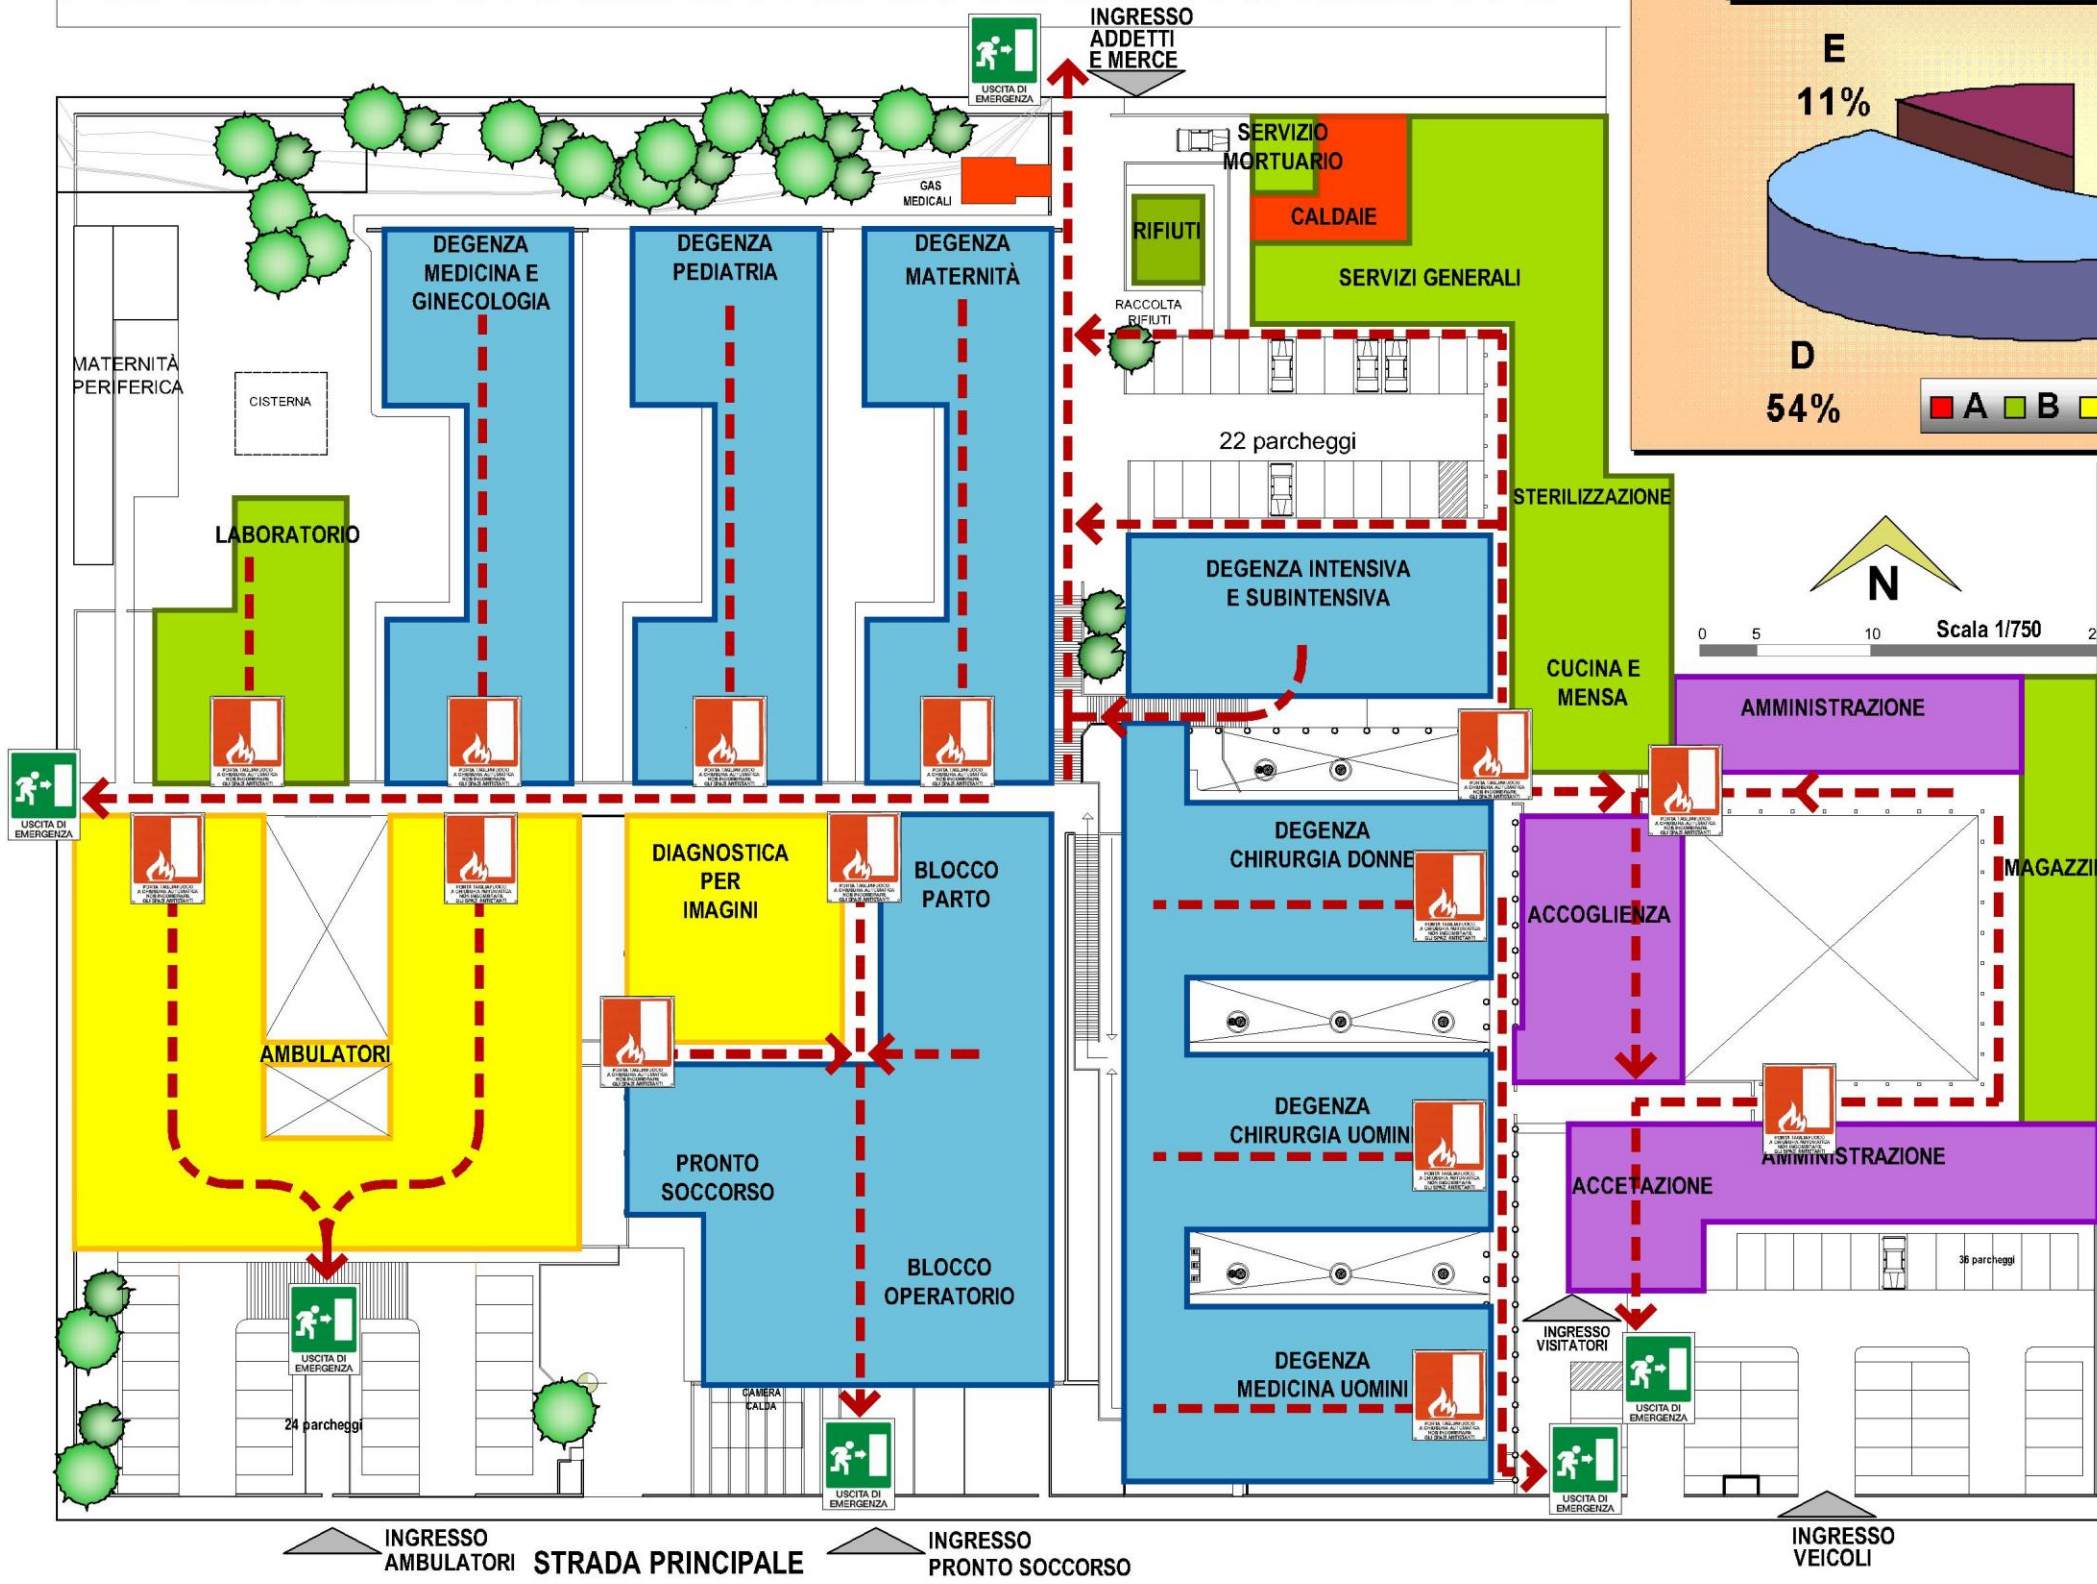 INGRESSO
ADDETTI
E MERCE
USCITA DI
EMERGENZA
E
11%
D
54%
A B
SERVIZIO
MORTUARIO
CALDAIE
SERVIZI GENERALI
GAS
MEDICALI
RIFIUTI
RACCOLTA
RIFIUTI
DEGENZA
MEDICINA E
GINECOLOGIA
DEGENZA
PEDIATRIA
DEGENZA
MATERNITÀ
MATERNITÀ
PERIFERICA
CISTERNA
22 parcheggi
LABORATORIO
STERILIZZAZIONE
DEGENZA INTENSIVA
E SUBINTENSIVA
N
0 5 10 Scala 1/750 2
CUCINA E
MENSA
AMMINISTRAZIONE
USCITA DI
EMERGENZA
DIAGNOSTICA
PER
IMAGINI
BLOCCO
PARTO
DEGENZA
CHIRURGIA DONNE
ACCOGLIENZA
MAGAZZI
AMBULATORI
PRONTO
SOCCORSO
DEGENZA
CHIRURGIA UOMINI
AMMINISTRAZIONE
ACCETAZIONE
BLOCCO
OPERATORIO
36 parcheggi
INGRESSO
VISITATORI
DEGENZA
MEDICINA UOMINI
USCITA DI
EMERGENZA
USCITA DI
EMERGENZA
CAMERA
CALDA
24 parcheggi
USCITA DI
EMERGENZA
USCITA DI
EMERGENZA
INGRESSO
AMBULATORI
STRADA PRINCIPALE
INGRESSO
PRONTO SOCCORSO
INGRESSO
VEICOLI